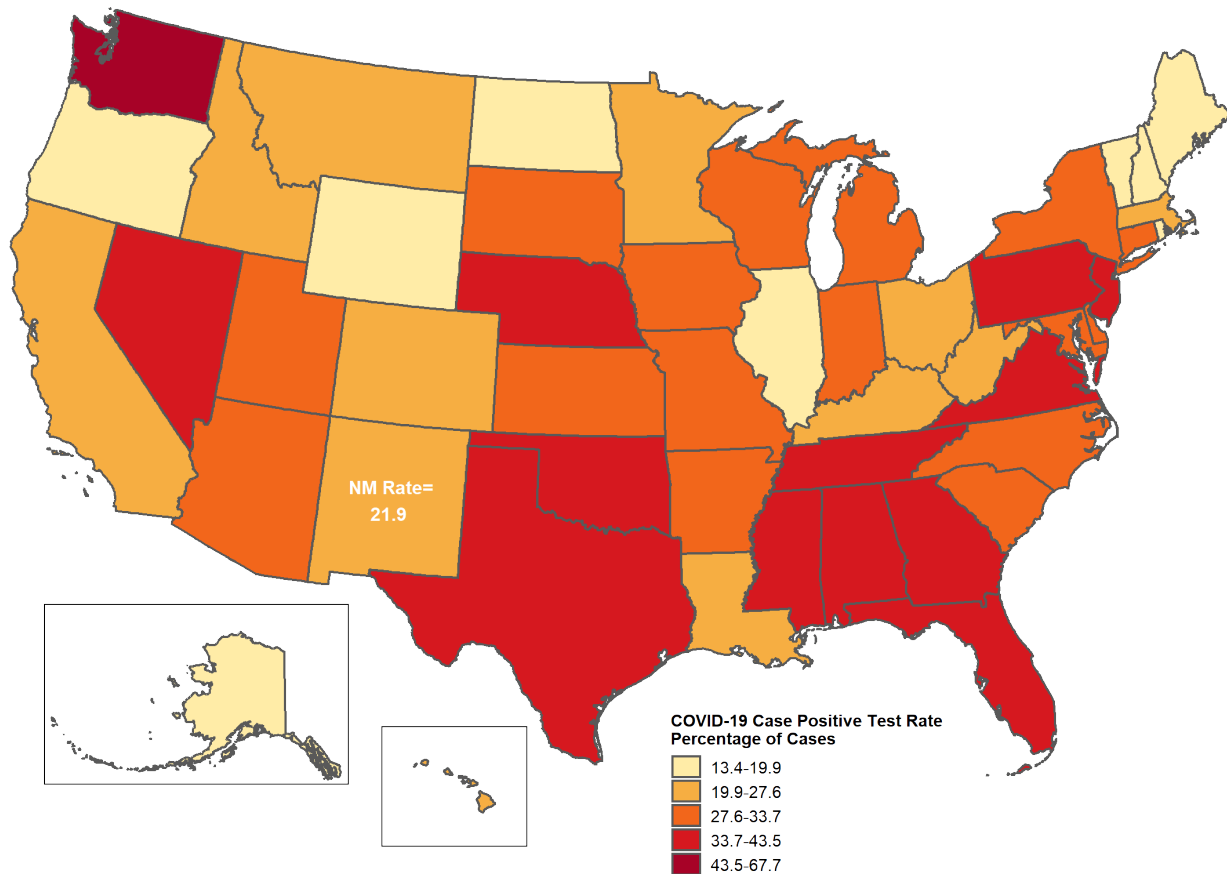 NM Rate=
21.9
COVID-19 Case Positive Test Rate
Percentage of Cases
13.4-19.9
19.9-27.6
27.6-33.7
33.7-43.5
43.5-67.7